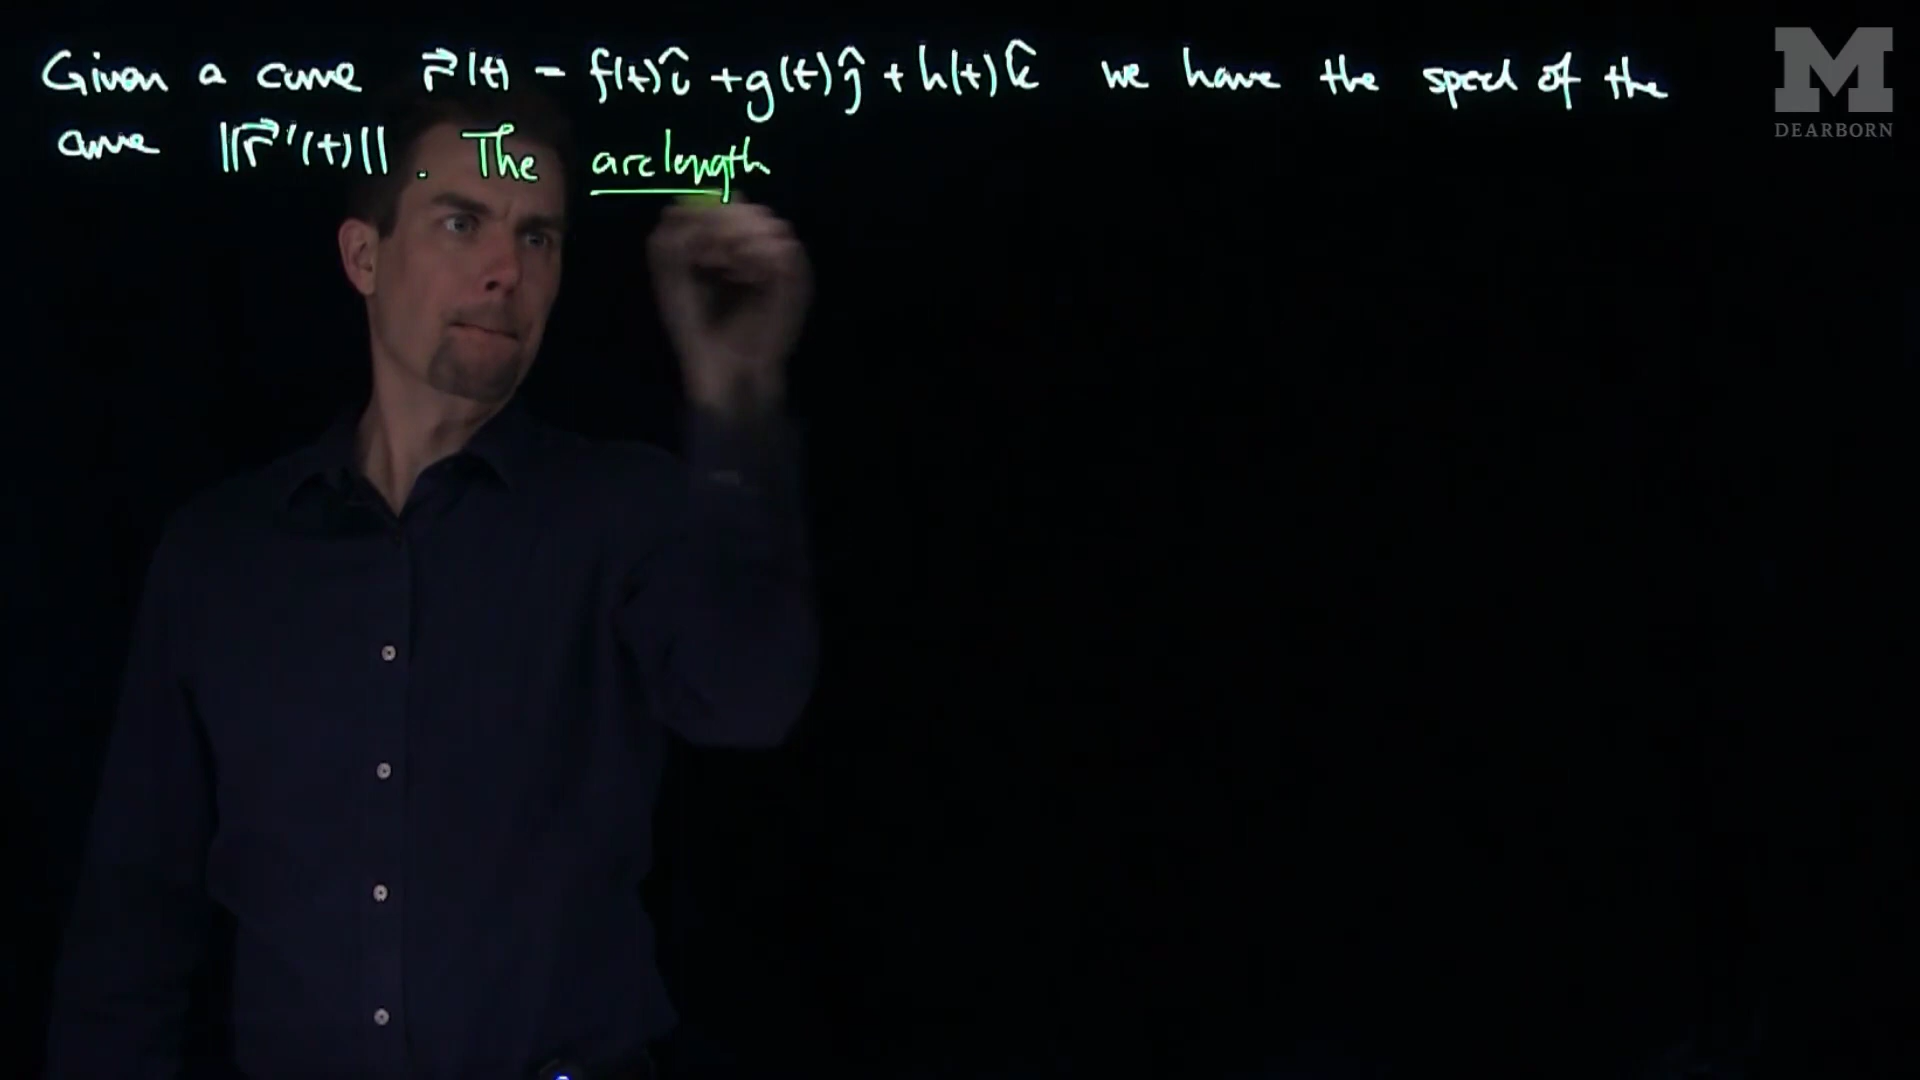 Given a curve r⃗(t) = f(t)î + g(t)ĵ + h(t)k̂ we have the speed of the
curve ||r⃗'(t)||. The arclength
M
DEARBORN